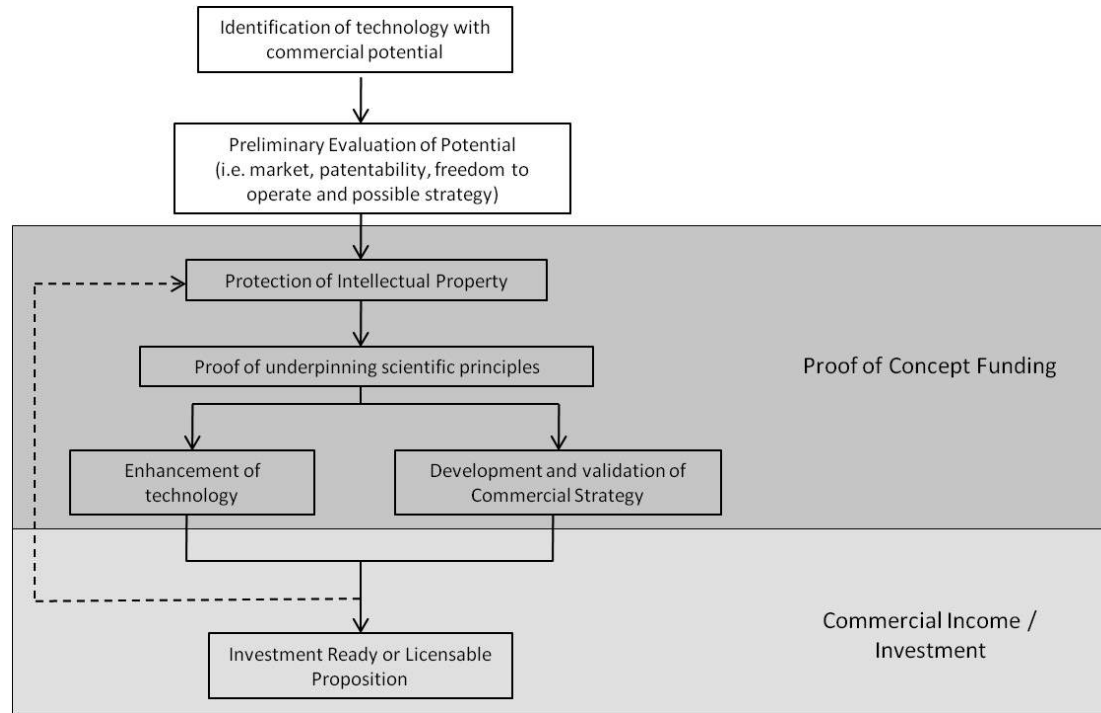 Identification of technology with
commercial potential
Preliminary Evaluation of Potential
(i.e. market, patentability, freedom to
operate and possible strategy)
Protection of Intellectual Property
Proof of underpinning scientific principles
Proof of Concept Funding
Enhancement of
technology
Development and validation of
Commercial Strategy
Commercial Income /
Investment
Investment Ready or Licensable
Proposition